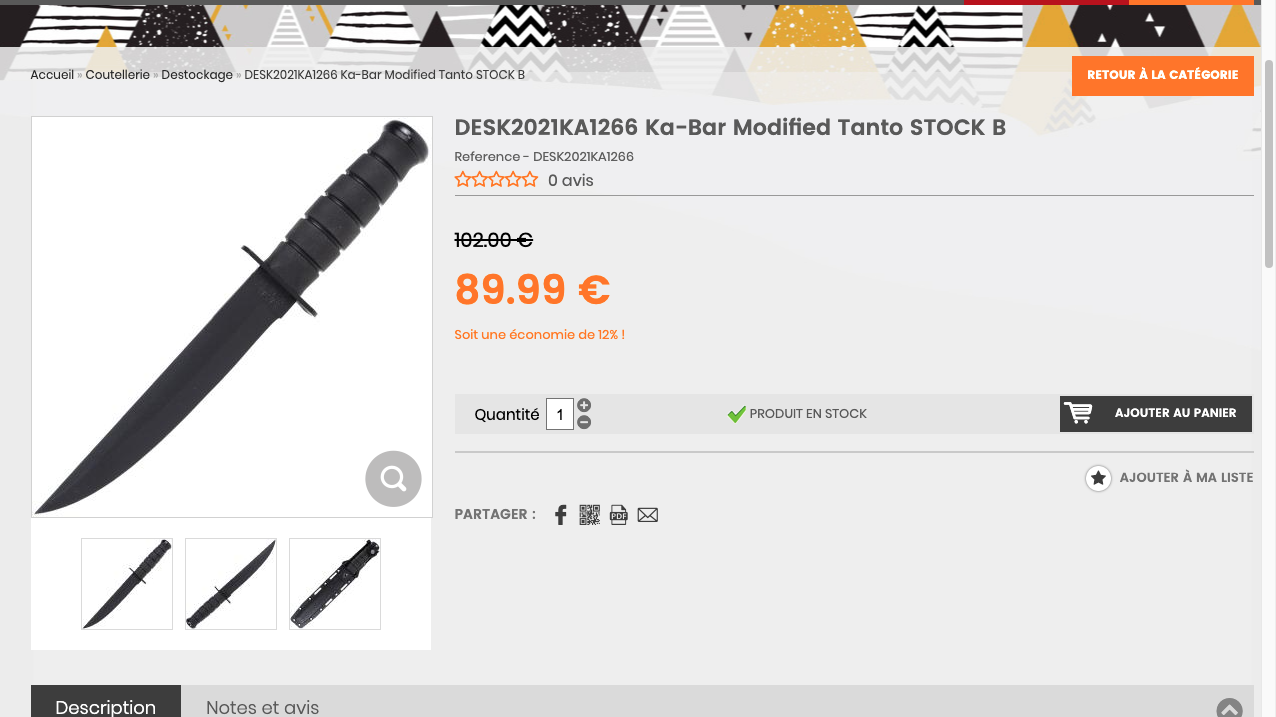 Accueil » Coutellerie » Destockage » DESK2021KA1266 Ka-Bar Modified Tanto STOCK B
RETOUR À LA CATÉGORIE
DESK2021KA1266 Ka-Bar Modified Tanto STOCK B
Reference - DESK2021KA1266
0 avis
102.00 €
89.99 €
Soit une économie de 12% !
Quantité 1
PRODUIT EN STOCK
AJOUTER AU PANIER
AJOUTER À MA LISTE
PARTAGER :
PDF
Description
Notes et avis